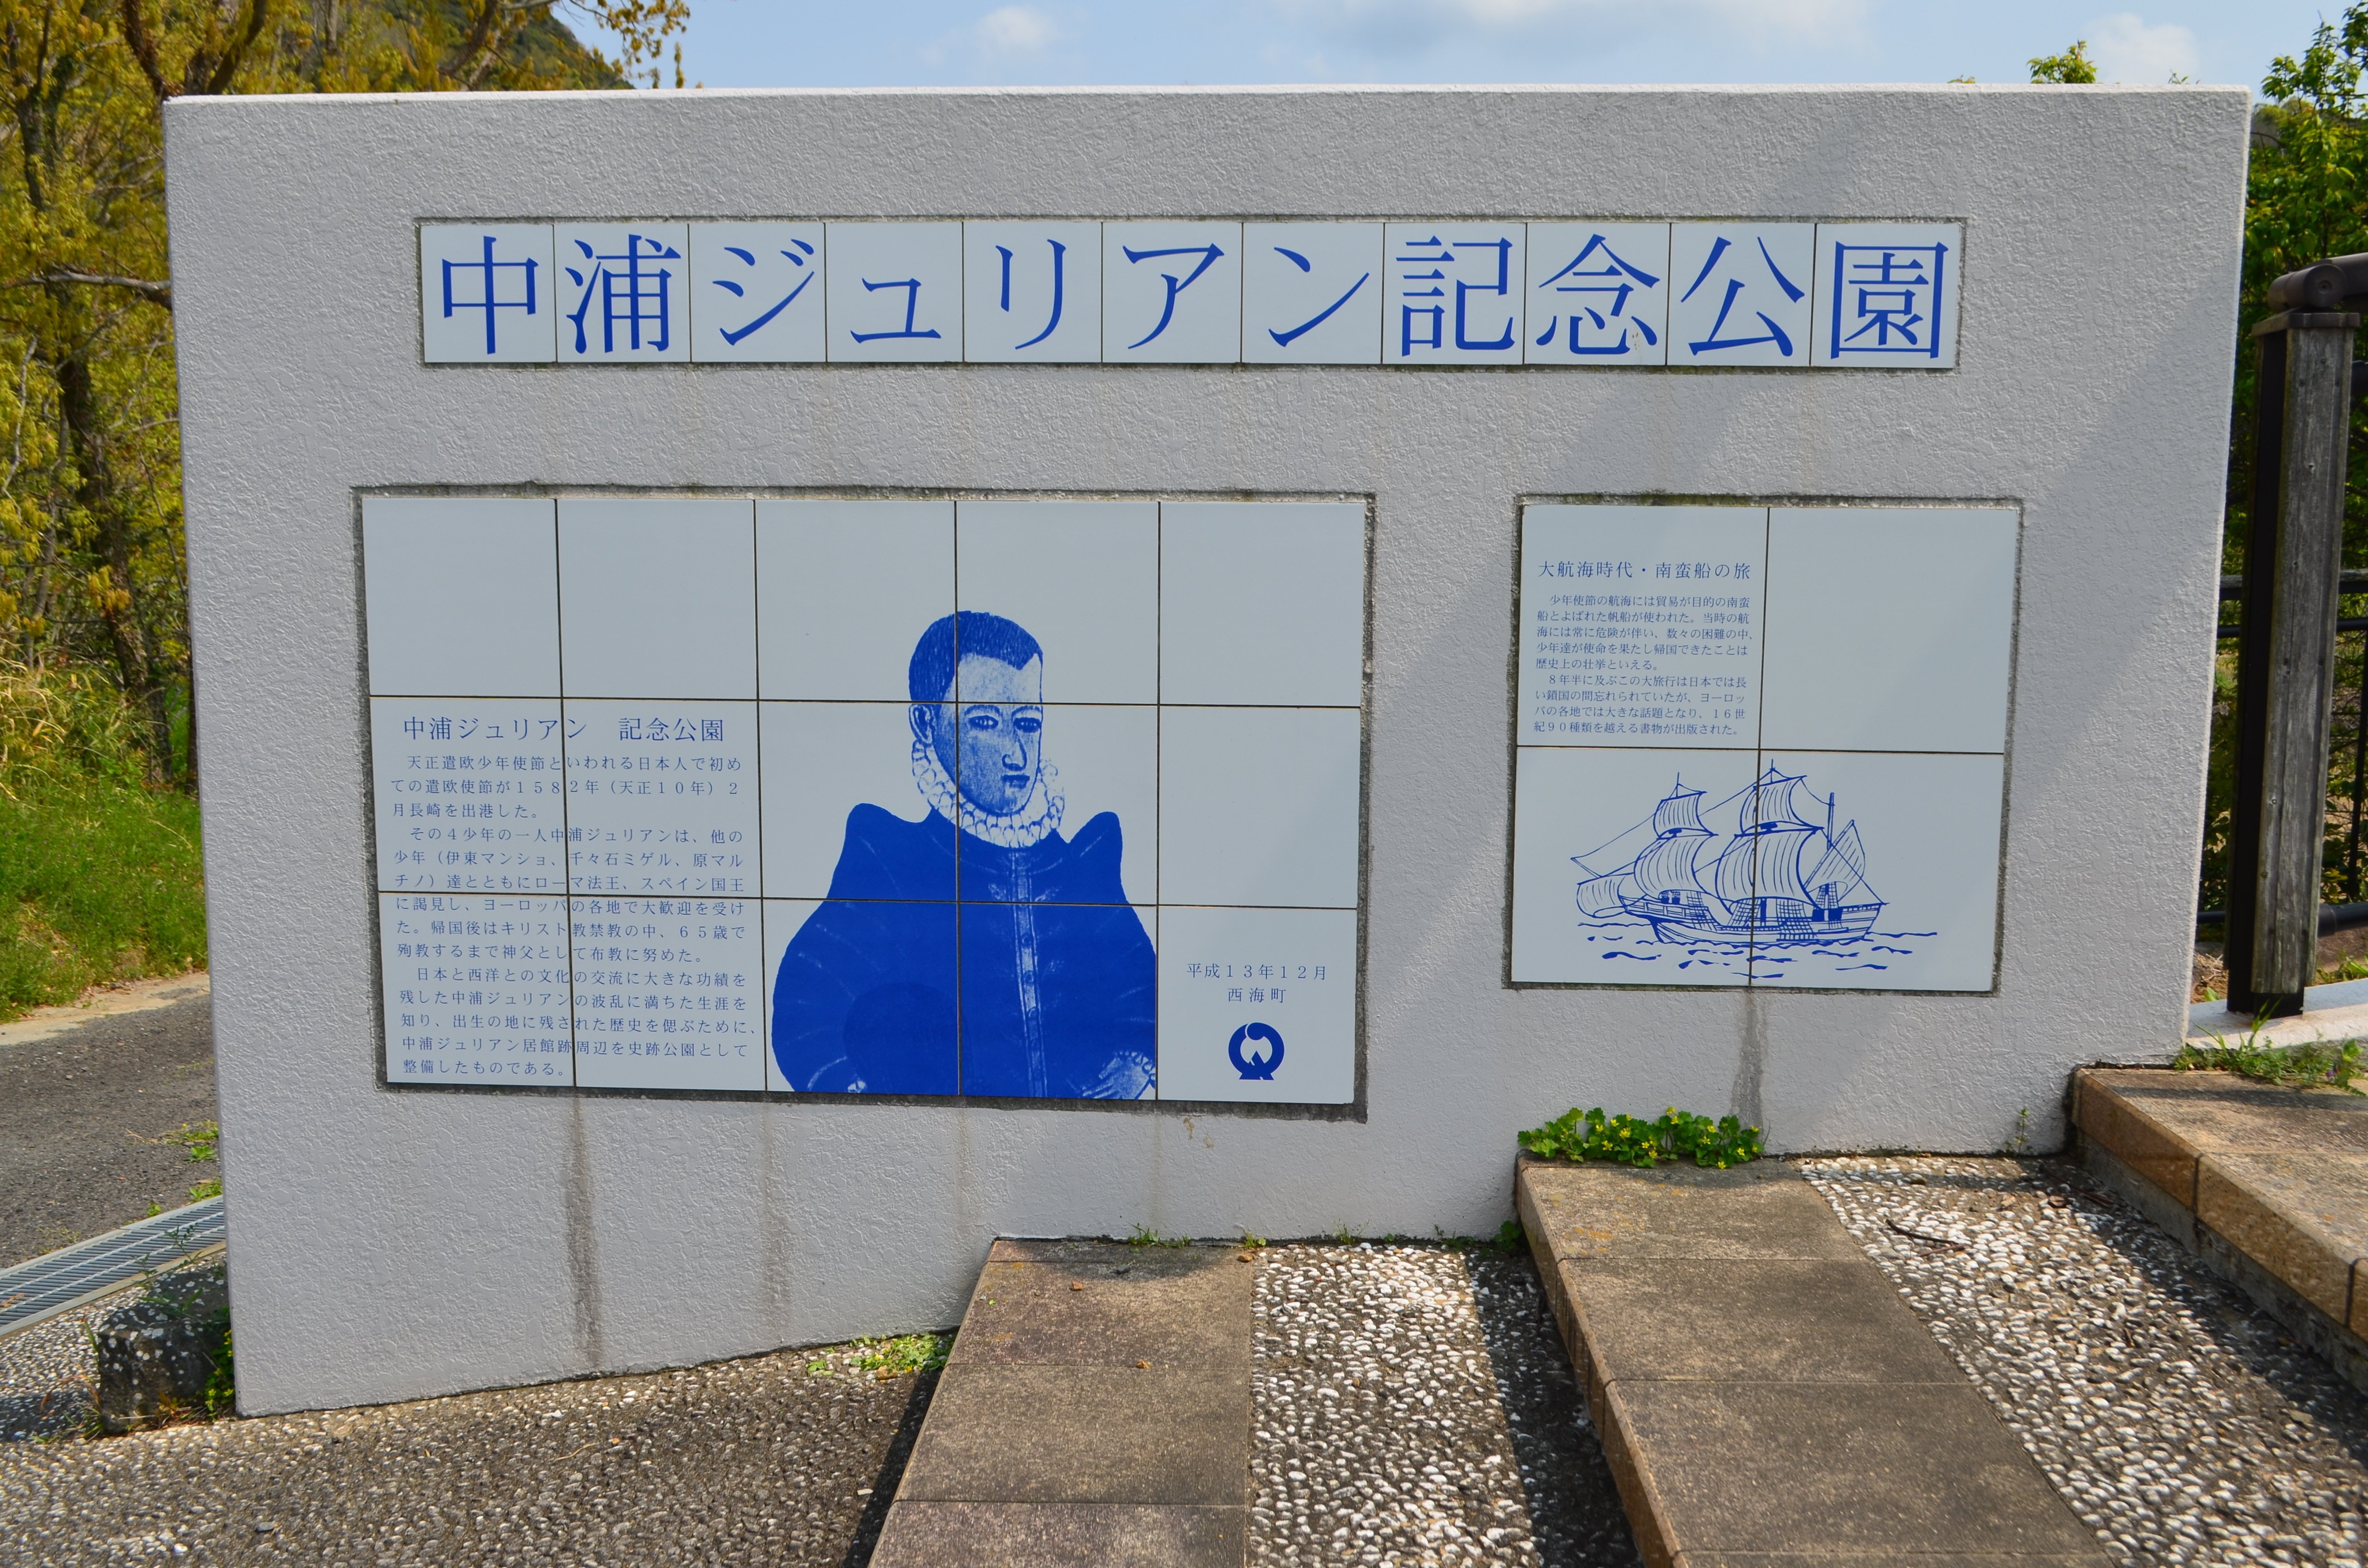 中浦ジュリアン記念公園
中浦ジュリアン　記念公園
天正遣欧少年使節といわれる日本人で初め
ての遣欧使節が１５８２年（天正１０年）２
月長崎を出港した。
その４少年の一人中浦ジュリアンは、他の
少年（伊東マンショ、千々石ミゲル、原マル
チノ）達とともにローマ法王、スペイン国王
に謁見し、ヨーロッパの各地で大歓迎を受け
た。帰国後はキリスト教禁教の中、６５歳で
殉教するまで神父として布教に努めた。
日本と西洋との文化の交流に大きな功績を
残した中浦ジュリアンの波乱に満ちた生涯を
知り、出生の地に残された歴史を偲ぶために、
中浦ジュリアン居館跡周辺を史跡公園として
整備したものである。
平成１３年１２月
西海町
大航海時代・南蛮船の旅
少年使節の航海には貿易が目的の南蛮
船とよばれた帆船が使われた。当時の航
海には常に危険が伴い、数々の困難の中、
少年達が使命を果たし帰国できたことは
歴史上の壮挙といえる。
８年半に及ぶこの大旅行は日本では長
い鎖国の間忘れられていたが、ヨーロッ
パの各地では大きな話題となり、１６世
紀９０種類を越える書物が出版された。